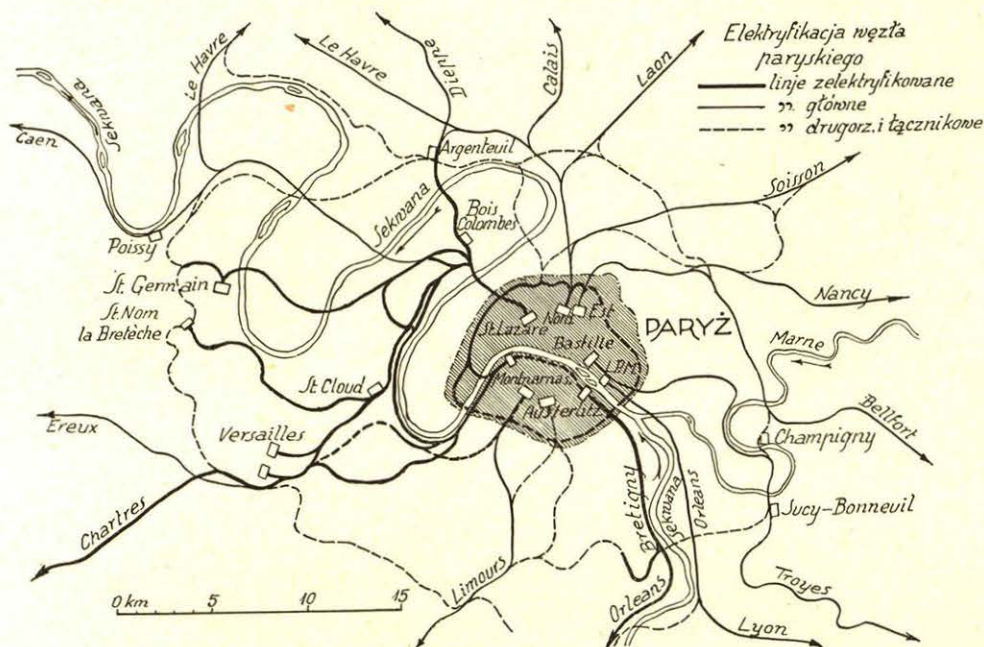 Elektryfikacja węzła
paryskiego
linje zelektryfikowane
" główne
" drugorz. i łącznikowe
Le Havre
Le Havre
Dieppe
Calais
Laon
Sekwana
Caen
Argenteuil
Soisson
Sekwana
Bois
Colombes
Poissy
St. Germain
Nancy
St. Nom
la Bretèche
St. Lazare
Nord
Est
PARYŻ
Marne
Bastille
St. Cloud
Montparnas.
L.P.M.
Austerlitz
Bellfort
Ereux
Versailles
Champigny
Chartres
Bretigny
Sekwana
Orleans
Sucy-Bonneuil
Limours
Orleans
Troyes
Lyon
0 km 5 10 15